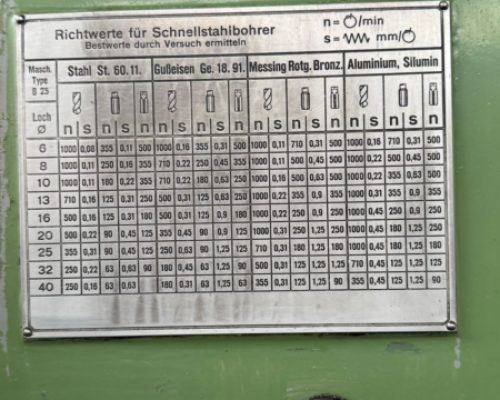 Richtwerte für Schnellstahlbohrer
Bestwerte durch Versuch ermitteln
n = /min
s = mm/
Masch. Type B 25
Stahl St. 60.11. Gußeisen Ge. 18.91. Messing Rotg. Bronz. Aluminium, Silumin
Loch ø
n s n s n n s n s n n s n s n n s n s n
6 1000 0,08 355 0,11 500 1000 0,16 355 0,31 500 1000 0,11 710 0,31 500 1000 0,16 710 0,31 500
8 1000 0,11 250 0,16 355 710 0,22 250 0,45 355 1000 0,11 500 0,45 500 1000 0,22 500 0,45 500
10 1000 0,11 180 0,22 355 710 0,22 180 0,63 250 1000 0,16 500 0,63 500 1000 0,22 355 0,63 500
13 710 0,16 125 0,31 250 500 0,31 125 0,63 250 1000 0,22 355 0,9 355 1000 0,31 355 0,9 355
16 500 0,16 125 0,31 180 500 0,31 125 0,9 180 1000 0,22 250 0,9 250 1000 0,45 250 0,9 250
20 500 0,22 90 0,45 125 355 0,45 90 0,9 125 1000 0,31 250 1,25 250 1000 0,45 180 1,25 250
25 355 0,31 90 0,45 125 250 0,63 90 1,25 125 710 0,31 180 1,25 180 1000 0,45 125 1,25 180
32 250 0,22 63 0,63 90 180 0,45 63 1,25 90 500 0,31 125 1,25 125 710 0,45 125 1,25 125
40 250 0,16 63 0,63 180 0,31 63 1,25 355 0,31 125 1,25 90 355 0,45 125 1,25 90